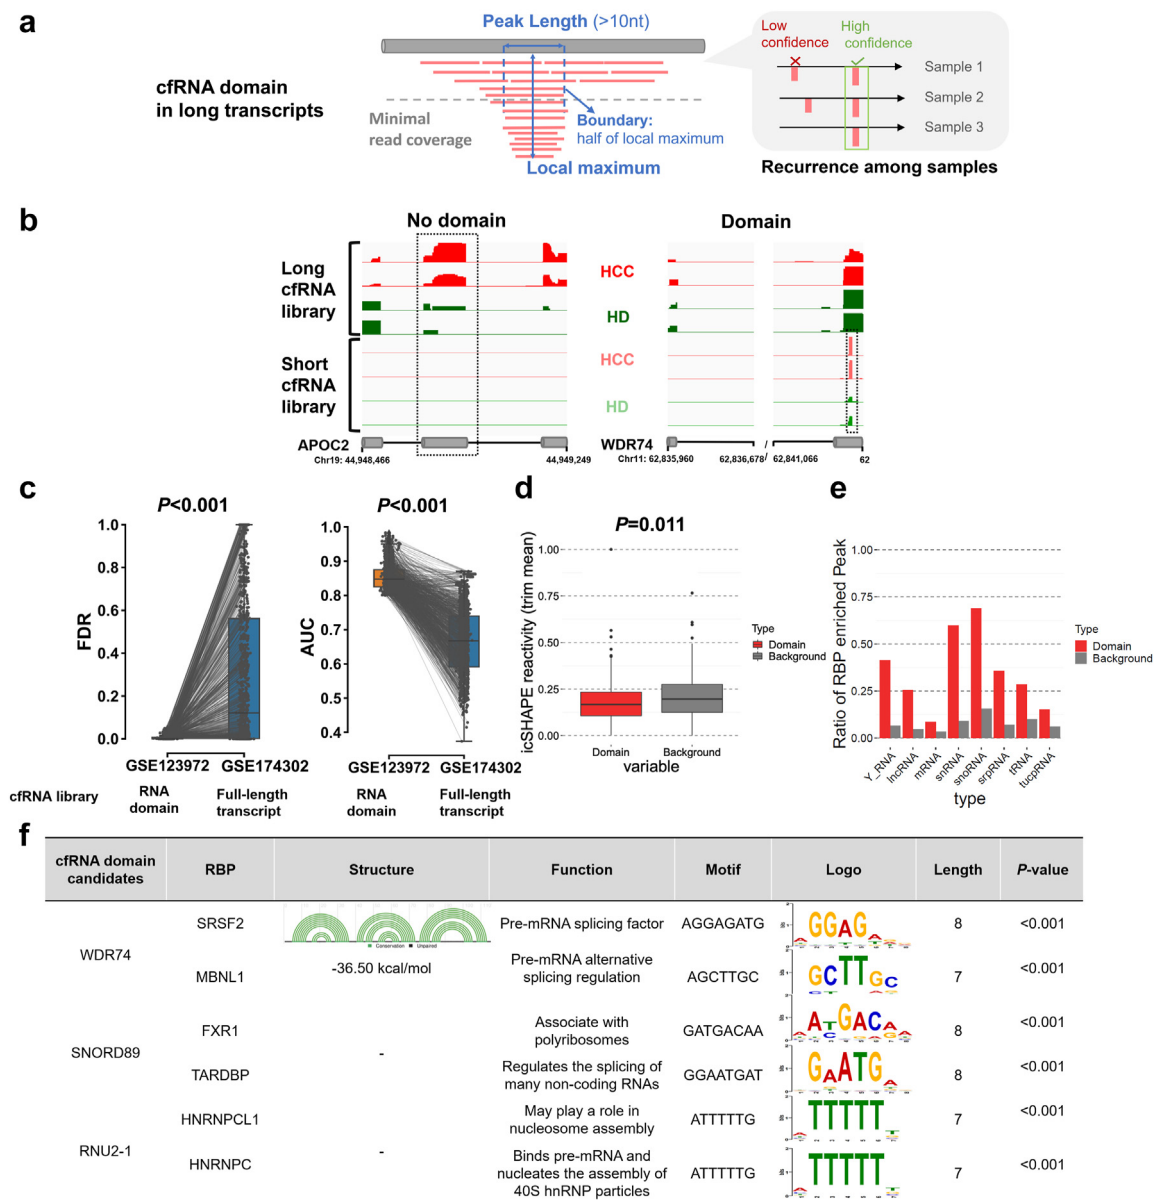 a
Peak Length (>10nt)
cfRNA domain
in long transcripts
Minimal
read coverage
Boundary:
half of local maximum
Local maximum
Low
confidence
High
confidence
Sample 1
Sample 2
Sample 3
Recurrence among samples
b
No domain
Domain
Long
cfRNA
library
HCC
HD
Short
cfRNA
library
HCC
HD
APOC2
WDR74
Chr19: 44,948,466
44,949,249
Chr11: 62,835,960
62,836,678
/
62,841,066
62
c
P<0.001
P<0.001
FDR
1.0
0.8
0.6
0.4
0.2
0.0
AUC
1.0
0.9
0.8
0.7
0.6
0.5
0.4
GSE123972
GSE174302
GSE123972
GSE174302
cfRNA library
RNA
domain
Full-length
transcript
RNA
domain
Full-length
transcript
d
P=0.011
icSHAPE reactivity (trim mean)
1.00
0.75
0.50
0.25
0.00
Domain
Background
variable
Type
Domain
Background
e
Ratio of RBP enriched Peak
1.00
0.75
0.50
0.25
0.00
Y_RNA
lncRNA
mRNA
snRNA
snoRNA
srpRNA
tRNA
tucpRNA
type
Type
Domain
Background
f
cfRNA domain
candidates
RBP
Structure
Function
Motif
Logo
Length
P-value
WDR74
SRSF2
Conservation
Unpaired
-36.50 kcal/mol
Pre-mRNA splicing factor
AGGAGATG
8
<0.001
MBNL1
Pre-mRNA alternative
splicing regulation
AGCTTGC
7
<0.001
SNORD89
FXR1
-
Associate with
polyribosomes
GATGACAA
8
<0.001
TARDBP
Regulates the splicing of
many non-coding RNAs
GGAATGAT
8
<0.001
RNU2-1
HNRNPCL1
-
May play a role in
nucleosome assembly
ATTTTTG
7
<0.001
HNRNPC
Binds pre-mRNA and
nucleates the assembly of
40S hnRNP particles
ATTTTTG
7
<0.001